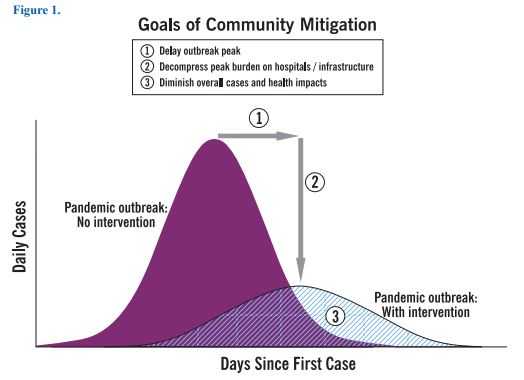 Figure 1.
Goals of Community Mitigation
① Delay outbreak peak
② Decompress peak burden on hospitals / infrastructure
③ Diminish overall cases and health impacts
①
②
Pandemic outbreak:
No intervention
Daily Cases
③
Pandemic outbreak:
With intervention
Days Since First Case